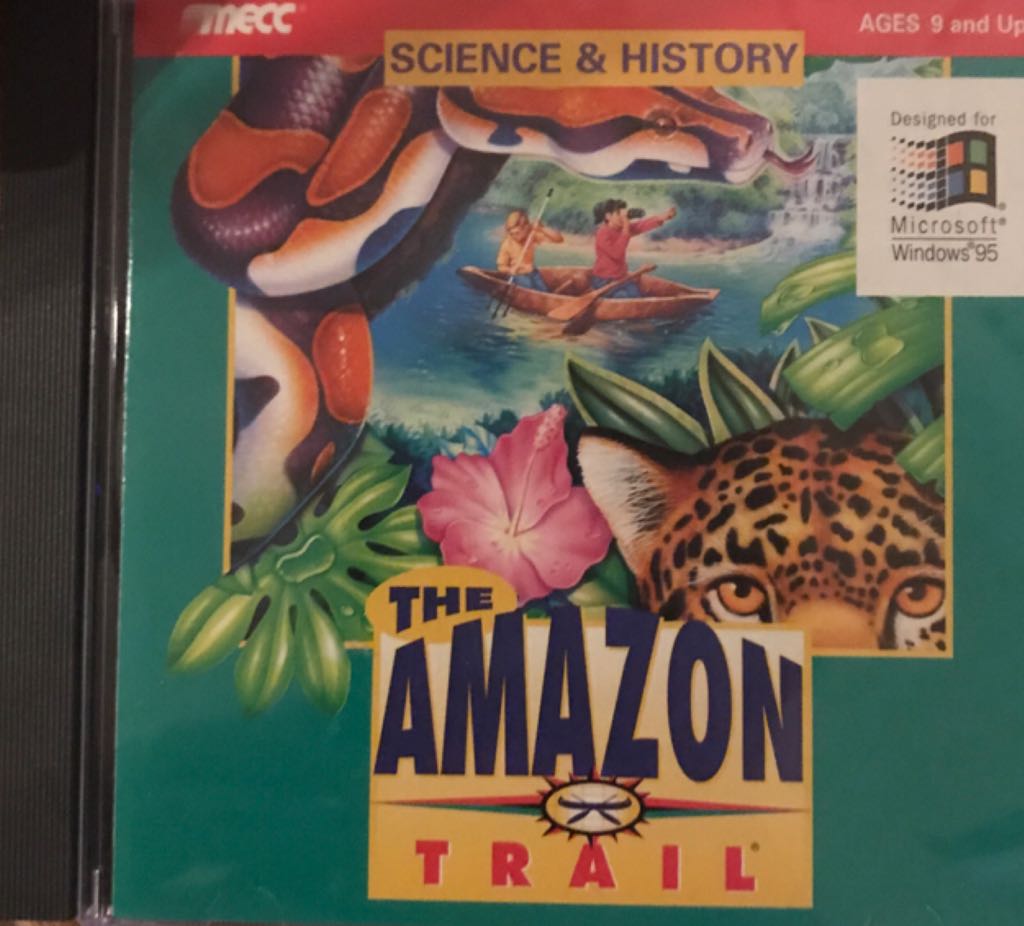 mecc®
AGES 9 and Up
SCIENCE & HISTORY
Designed for
Microsoft®
Windows®95
THE
AMAZON
TRAIL®